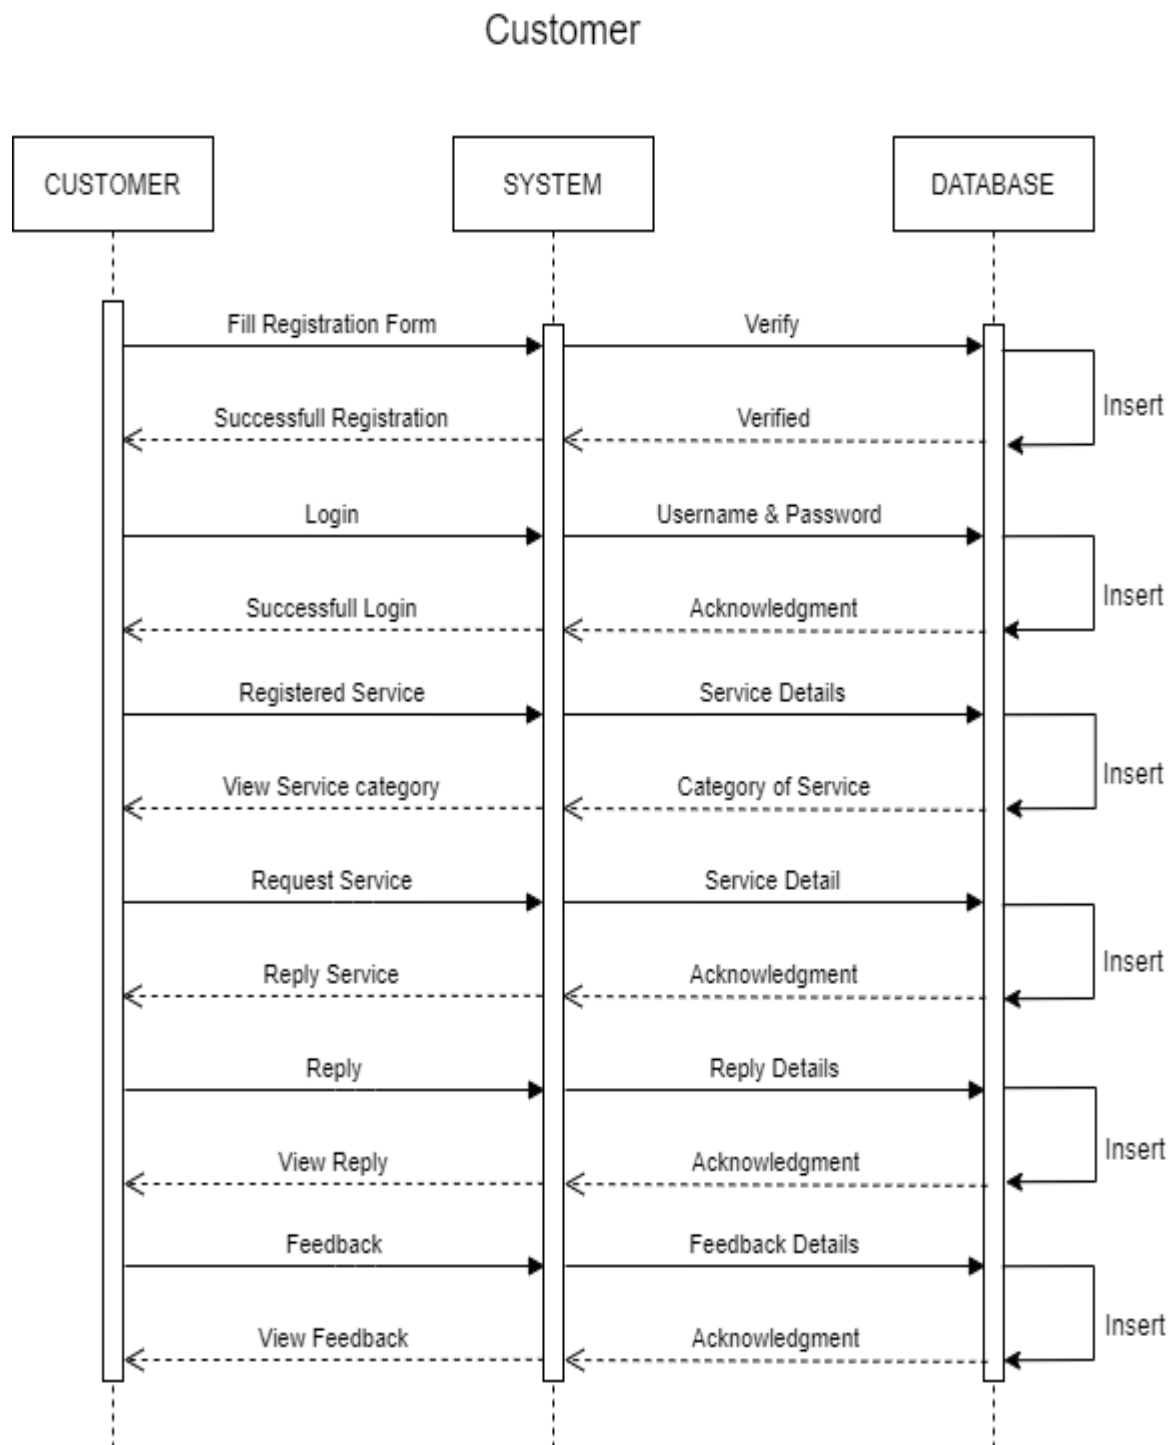 Customer
CUSTOMER
SYSTEM
DATABASE
Fill Registration Form
Verify
Insert
Successfull Registration
Verified
Login
Username & Password
Insert
Successfull Login
Acknowledgment
Registered Service
Service Details
Insert
View Service category
Category of Service
Request Service
Service Detail
Insert
Reply Service
Acknowledgment
Reply
Reply Details
Insert
View Reply
Acknowledgment
Feedback
Feedback Details
Insert
View Feedback
Acknowledgment